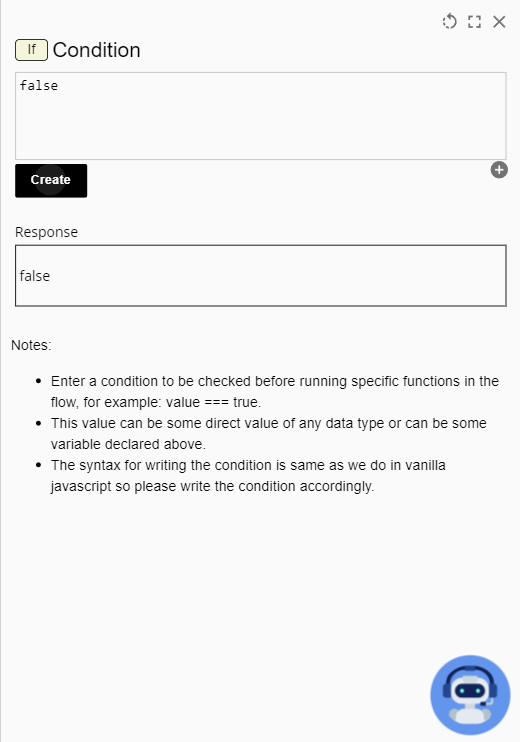 If Condition
false
Create
Response
false
Notes:
• Enter a condition to be checked before running specific functions in the
flow, for example: value === true.
• This value can be some direct value of any data type or can be some
variable declared above.
• The syntax for writing the condition is same as we do in vanilla
javascript so please write the condition accordingly.